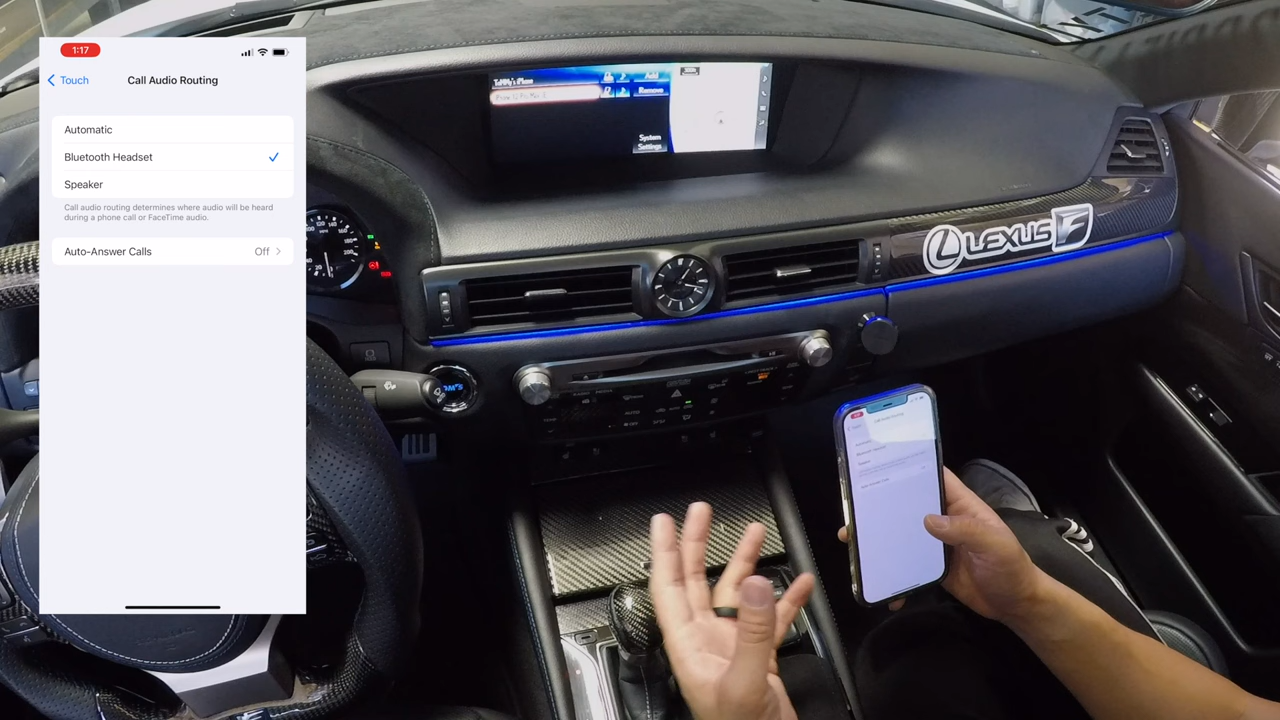 1:17
Touch
Call Audio Routing
Automatic
Bluetooth Headset
Speaker
Call audio routing determines where audio will be heard
during a phone call or FaceTime audio.
Auto-Answer Calls
Off
Add
Remove
System
Settings
LEXUS F